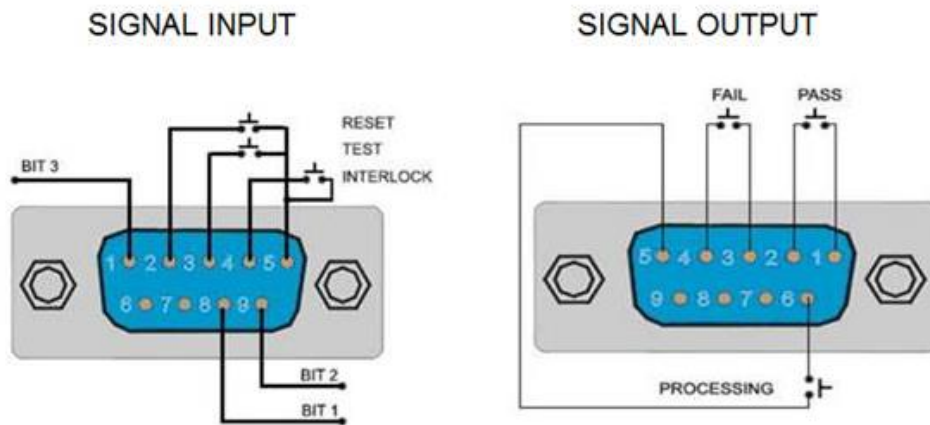 SIGNAL INPUT
RESET
TEST
INTERLOCK
BIT 3
1 2 3 4 5
6 7 8 9
BIT 2
BIT 1
SIGNAL OUTPUT
FAIL PASS
5 4 3 2 1
9 8 7 6
PROCESSING